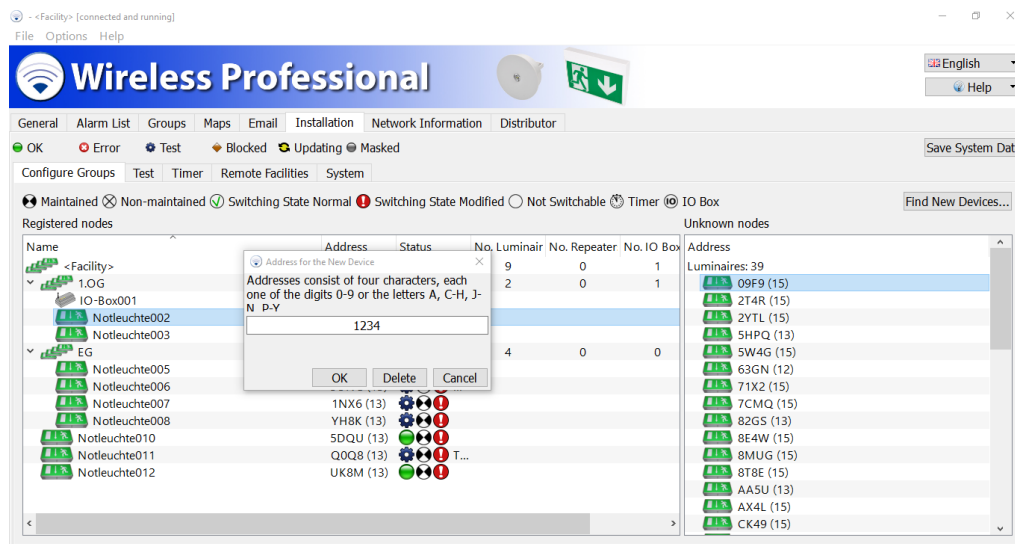 - <Facility> [connected and running]
File Options Help
Wireless Professional
English
Help
General Alarm List Groups Maps Email Installation Network Information Distributor
OK Error Test Blocked Updating Masked
Save System Dat
Configure Groups Test Timer Remote Facilities System
Maintained Non-maintained Switching State Normal Switching State Modified Not Switchable Timer IO IO Box
Find New Devices...
Registered nodes
Unknown nodes
Name Address Status No. Luminair No. Repeater No. IO Box
<Facility> 9 0 1
1.OG 2 0 1
IO-Box001
Notleuchte002
Notleuchte003
EG 4 0 0
Notleuchte005
Notleuchte006
Notleuchte007 1NX6 (13)
Notleuchte008 YH8K (13)
Notleuchte010 5DQU (13)
Notleuchte011 Q0Q8 (13) T...
Notleuchte012 UK8M (13)
Address for the New Device
Addresses consist of four characters, each
one of the digits 0-9 or the letters A, C-H, J-
N, P-Y
1234
OK Delete Cancel
Address
Luminaires: 39
09F9 (15)
2T4R (15)
2YTL (15)
5HPQ (13)
5W4G (15)
63GN (12)
71X2 (15)
7CMQ (15)
82GS (13)
8E4W (15)
8MUG (15)
8T8E (15)
AA5U (13)
AX4L (15)
CK49 (15)